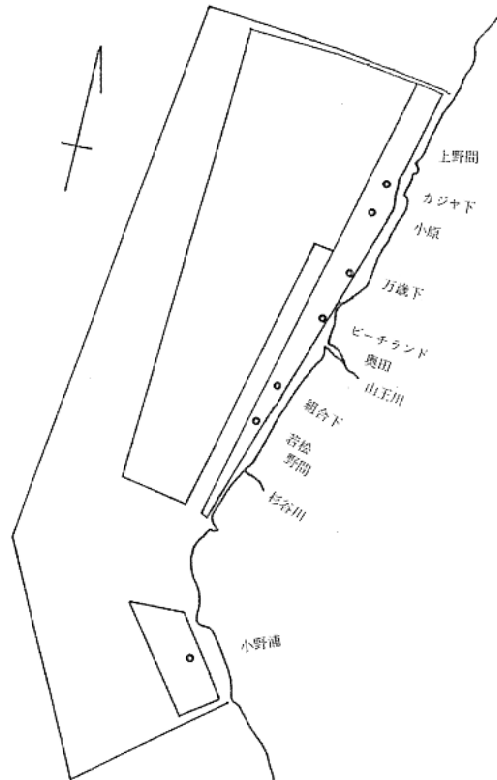 上野間
カジヤ下
小原
万歳下
ビーチランド
奥田
山王川
組合下
若松
野間
杉谷川
小野浦